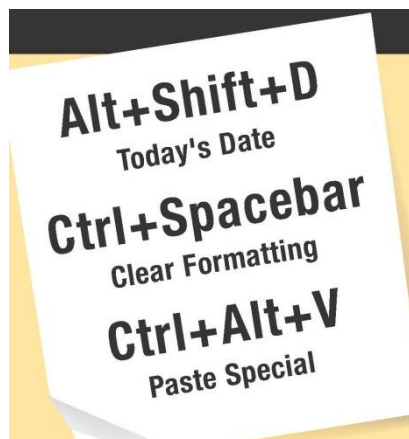 Alt+Shift+D
Today's Date
Ctrl+Spacebar
Clear Formatting
Ctrl+Alt+V
Paste Special